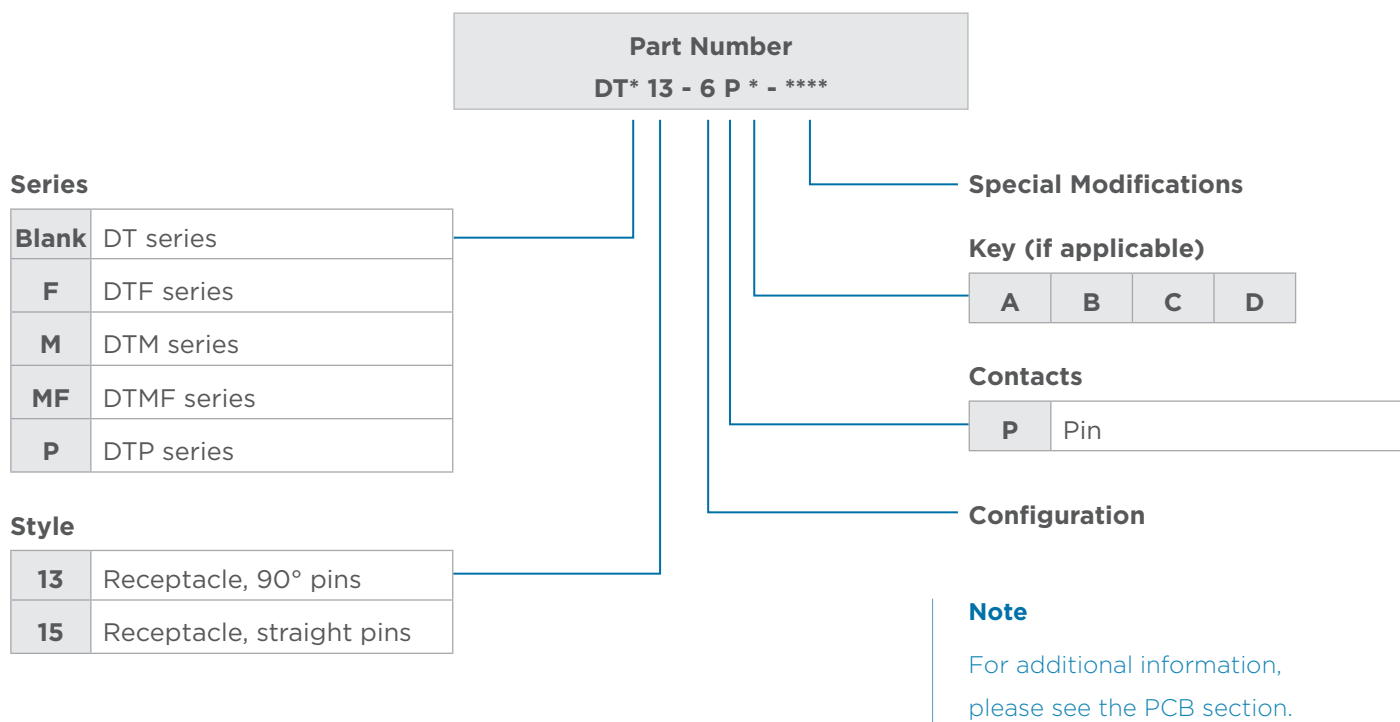 Part Number
DT* 13 - 6 P * - ****
Series
Blank DT series
F DTF series
M DTM series
MF DTMF series
P DTP series
Style
13 Receptacle, 90° pins
15 Receptacle, straight pins
Special Modifications
Key (if applicable)
A B C D
Contacts
P Pin
Configuration
Note
For additional information,
please see the PCB section.